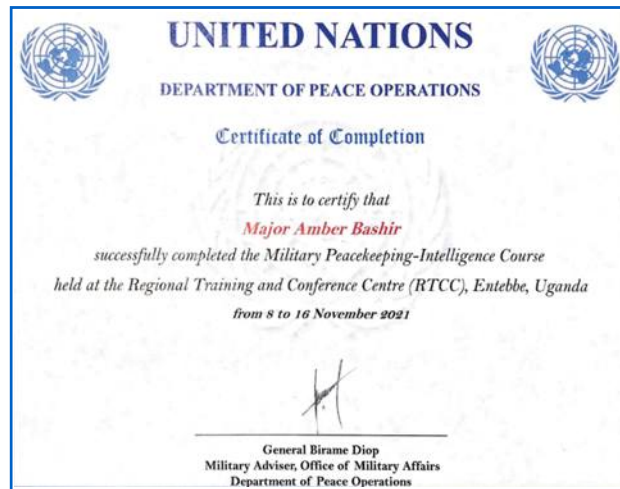 UNITED NATIONS
DEPARTMENT OF PEACE OPERATIONS
Certificate of Completion
This is to certify that
Major Amber Bashir
successfully completed the Military Peacekeeping-Intelligence Course
held at the Regional Training and Conference Centre (RTCC), Entebbe, Uganda
from 8 to 16 November 2021
General Birame Diop
Military Adviser, Office of Military Affairs
Department of Peace Operations